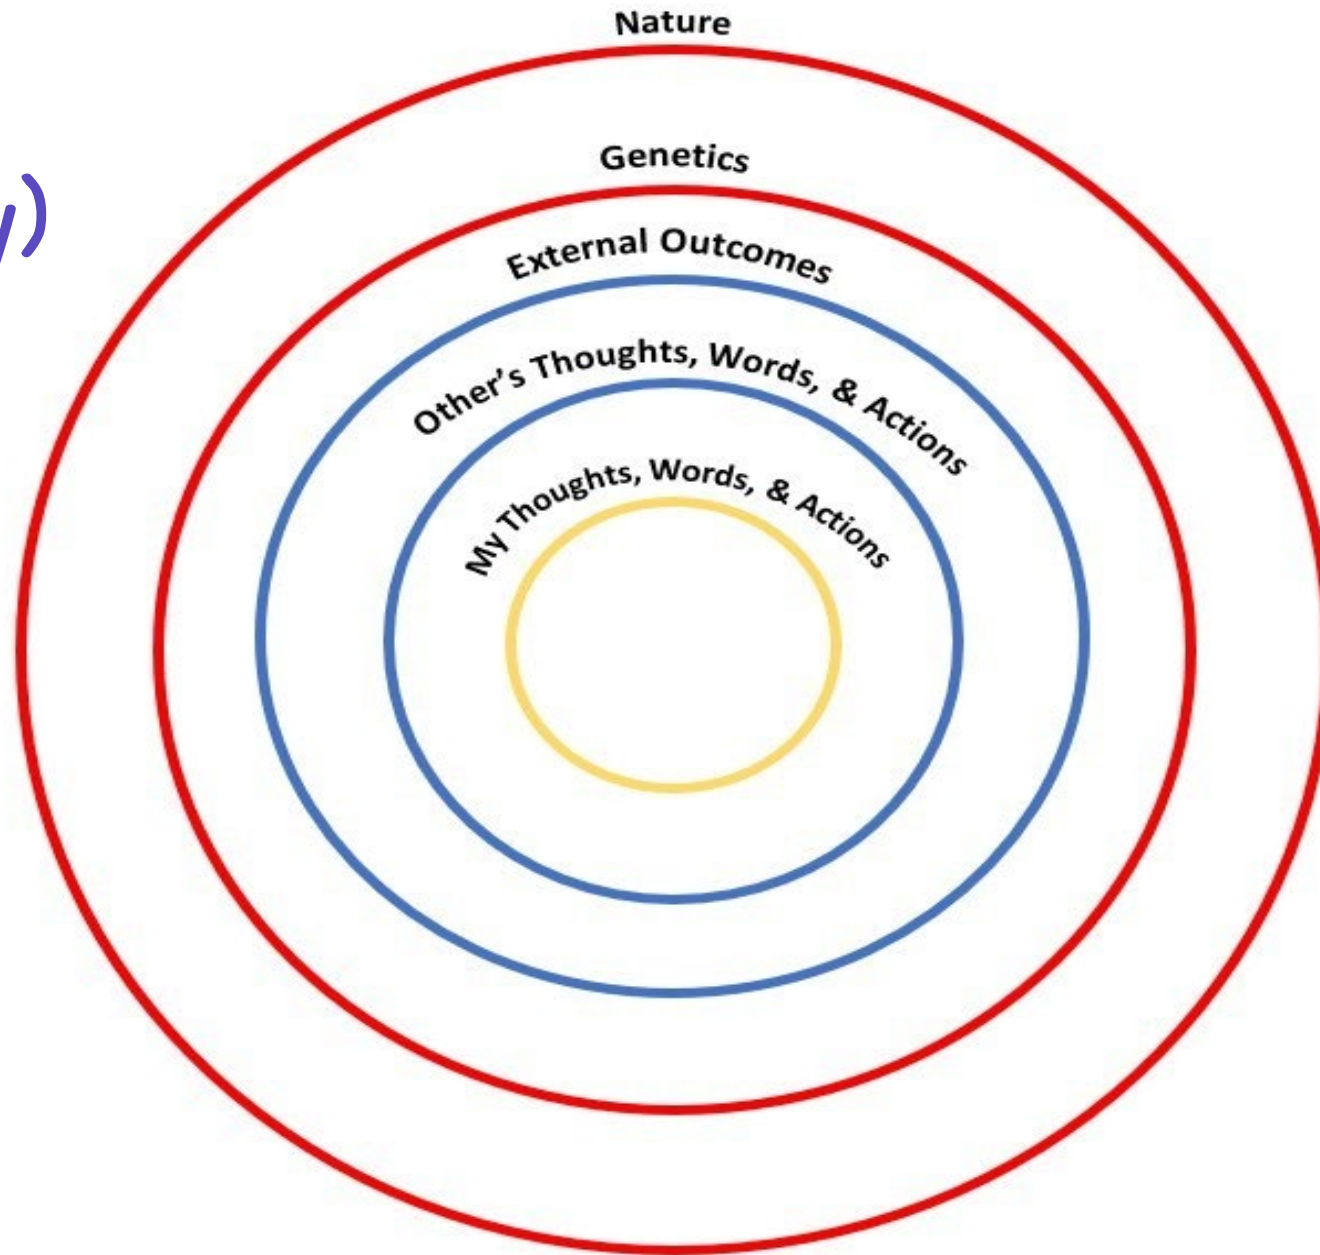 Nature
Genetics
y)
External Outcomes
Other's Thoughts, Words, & Actions
My Thoughts, Words, & Actions